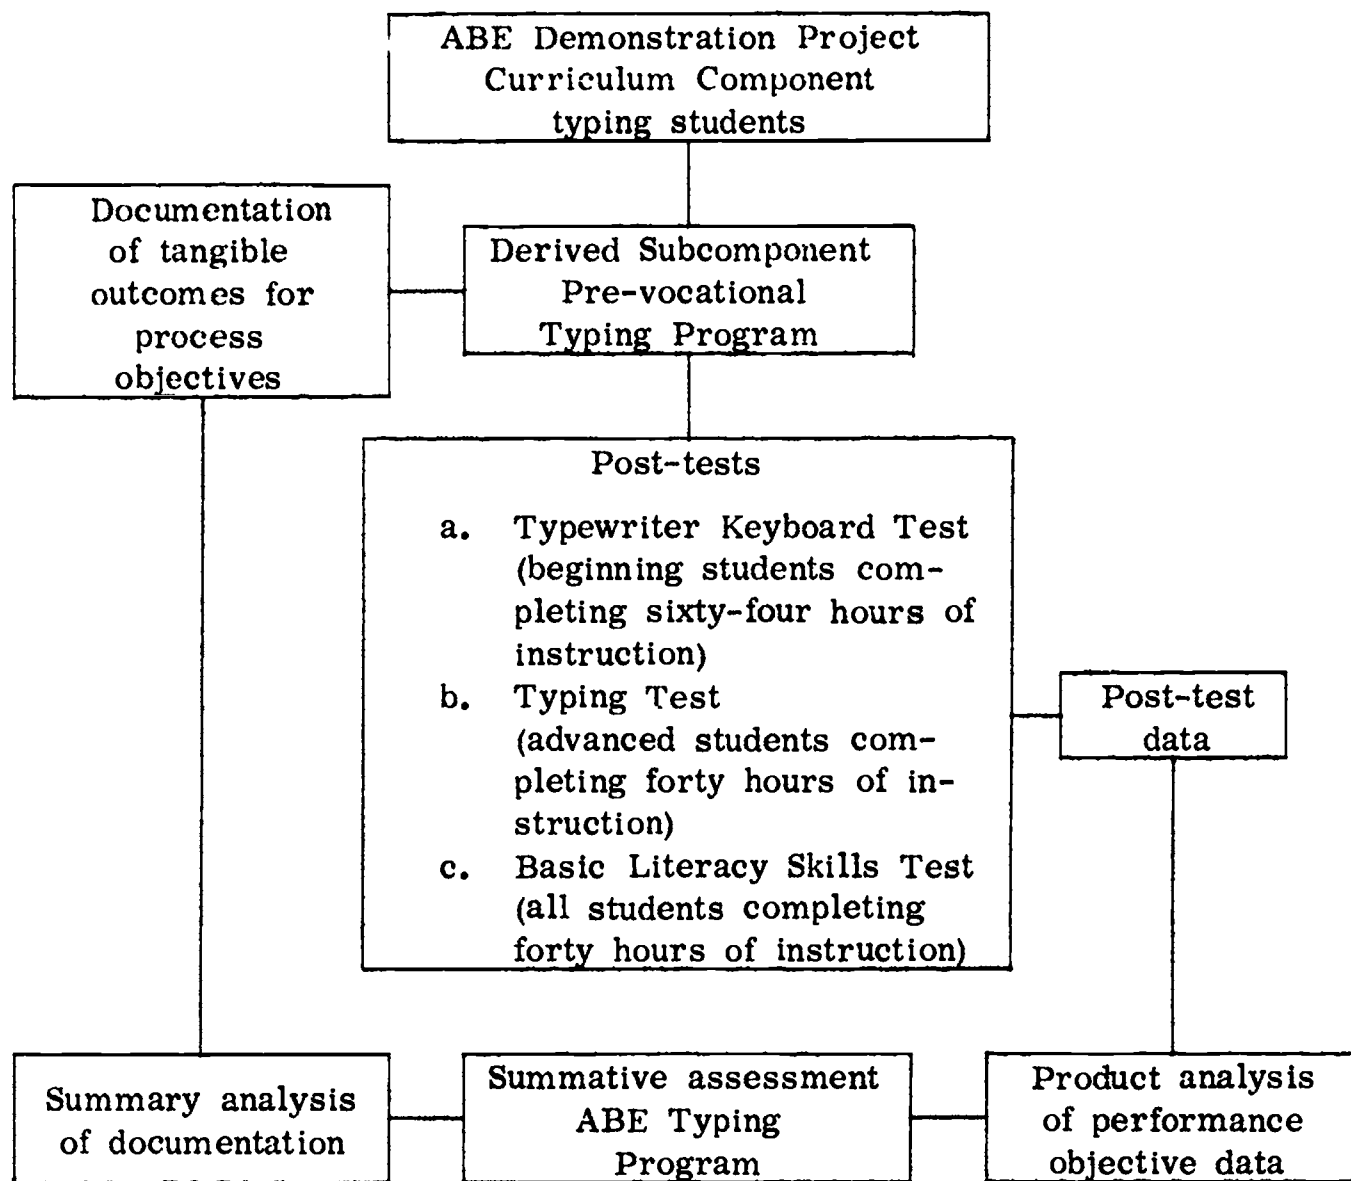 ABE Demonstration Project
Curriculum Component
typing students
Documentation
of tangible
outcomes for
process
objectives
Derived Subcomponent
Pre-vocational
Typing Program
Post-tests
a. Typewriter Keyboard Test
(beginning students com-
pleting sixty-four hours of
instruction)
b. Typing Test
(advanced students com-
pleting forty hours of in-
struction)
c. Basic Literacy Skills Test
(all students completing
forty hours of instruction)
Post-test
data
Summary analysis
of documentation
Summative assessment
ABE Typing
Program
Product analysis
of performance
objective data